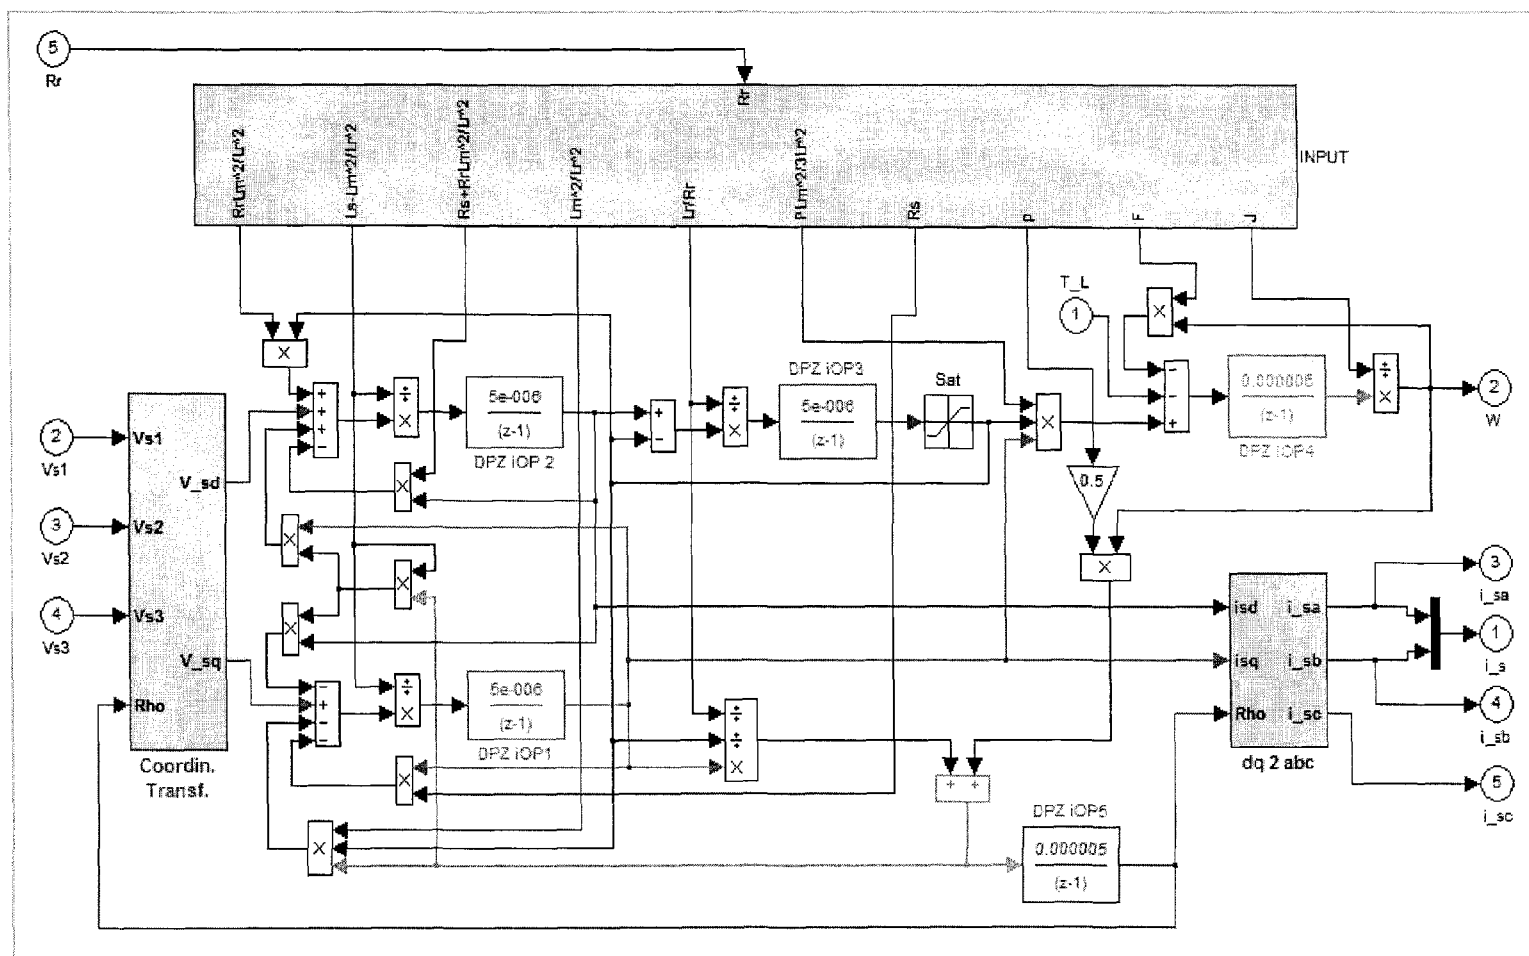 5
Rr
Rr
INPUT
RrLm^2/Lr^2
Ls-Lm^2/Lr^2
Rs+RrLm^2/Lr^2
Lm^2/Lr^2
Lr/Rr
PLm^2/3Lr^2
Rs
P
F
J
T_L
1
×
×
÷
×
5e-006
(z-1)
DPZ iOP 2
+
+
+
−
+
−
÷
×
DPZ iOP3
5e-006
(z-1)
Sat
×
−
−
+
0.000005
(z-1)
DPZ iOP4
÷
×
2
W
2
Vs1
3
Vs2
4
Vs3
Vs1
Vs2
Vs3
Rho
V_sd
V_sq
Coordin.
Transf.
×
×
×
×
0.5
×
−
+
−
−
÷
×
5e-006
(z-1)
DPZ iOP1
÷
÷
×
×
×
+ +
DPZ iOP5
0.000005
(z-1)
isd
isq
Rho
i_sa
i_sb
i_sc
dq 2 abc
3
i_sa
1
i_s
4
i_sb
5
i_sc